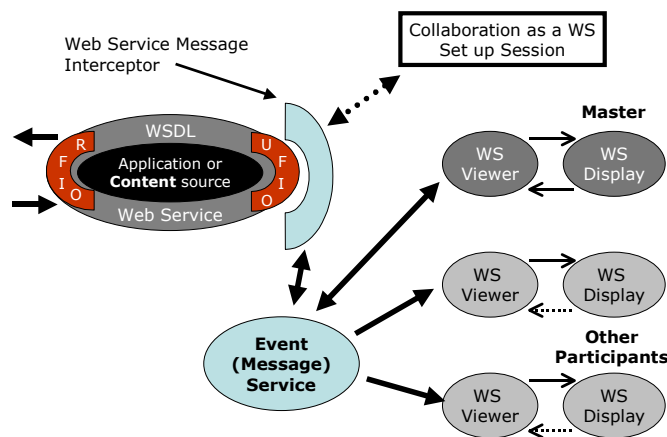 Web Service Message
Interceptor
Collaboration as a WS
Set up Session
WSDL
Application or
Content source
Web Service
R
F
I
O
U
F
I
O
Master
WS
Viewer
WS
Display
WS
Viewer
WS
Display
Event
(Message)
Service
Other
Participants
WS
Viewer
WS
Display